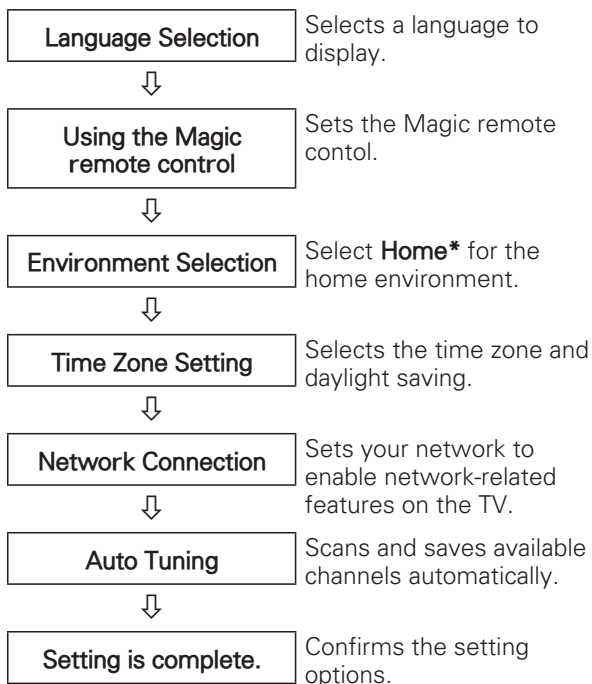 Language Selection
Selects a language to
display.
⇩
Using the Magic
remote control
Sets the Magic remote
contol.
⇩
Environment Selection
Select Home* for the
home environment.
⇩
Time Zone Setting
Selects the time zone and
daylight saving.
⇩
Network Connection
Sets your network to
enable network-related
features on the TV.
⇩
Auto Tuning
Scans and saves available
channels automatically.
⇩
Setting is complete.
Confirms the setting
options.